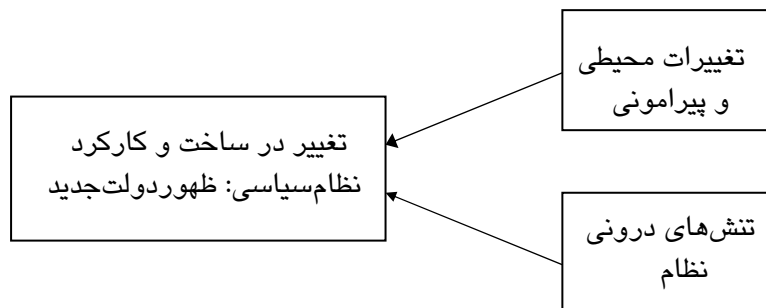 تغییرات محیطی
و پیرامونی
تغییر در ساخت و کارکرد
نظام‌سیاسی: ظهوردولت‌جدید
تنش‌های درونی
نظام